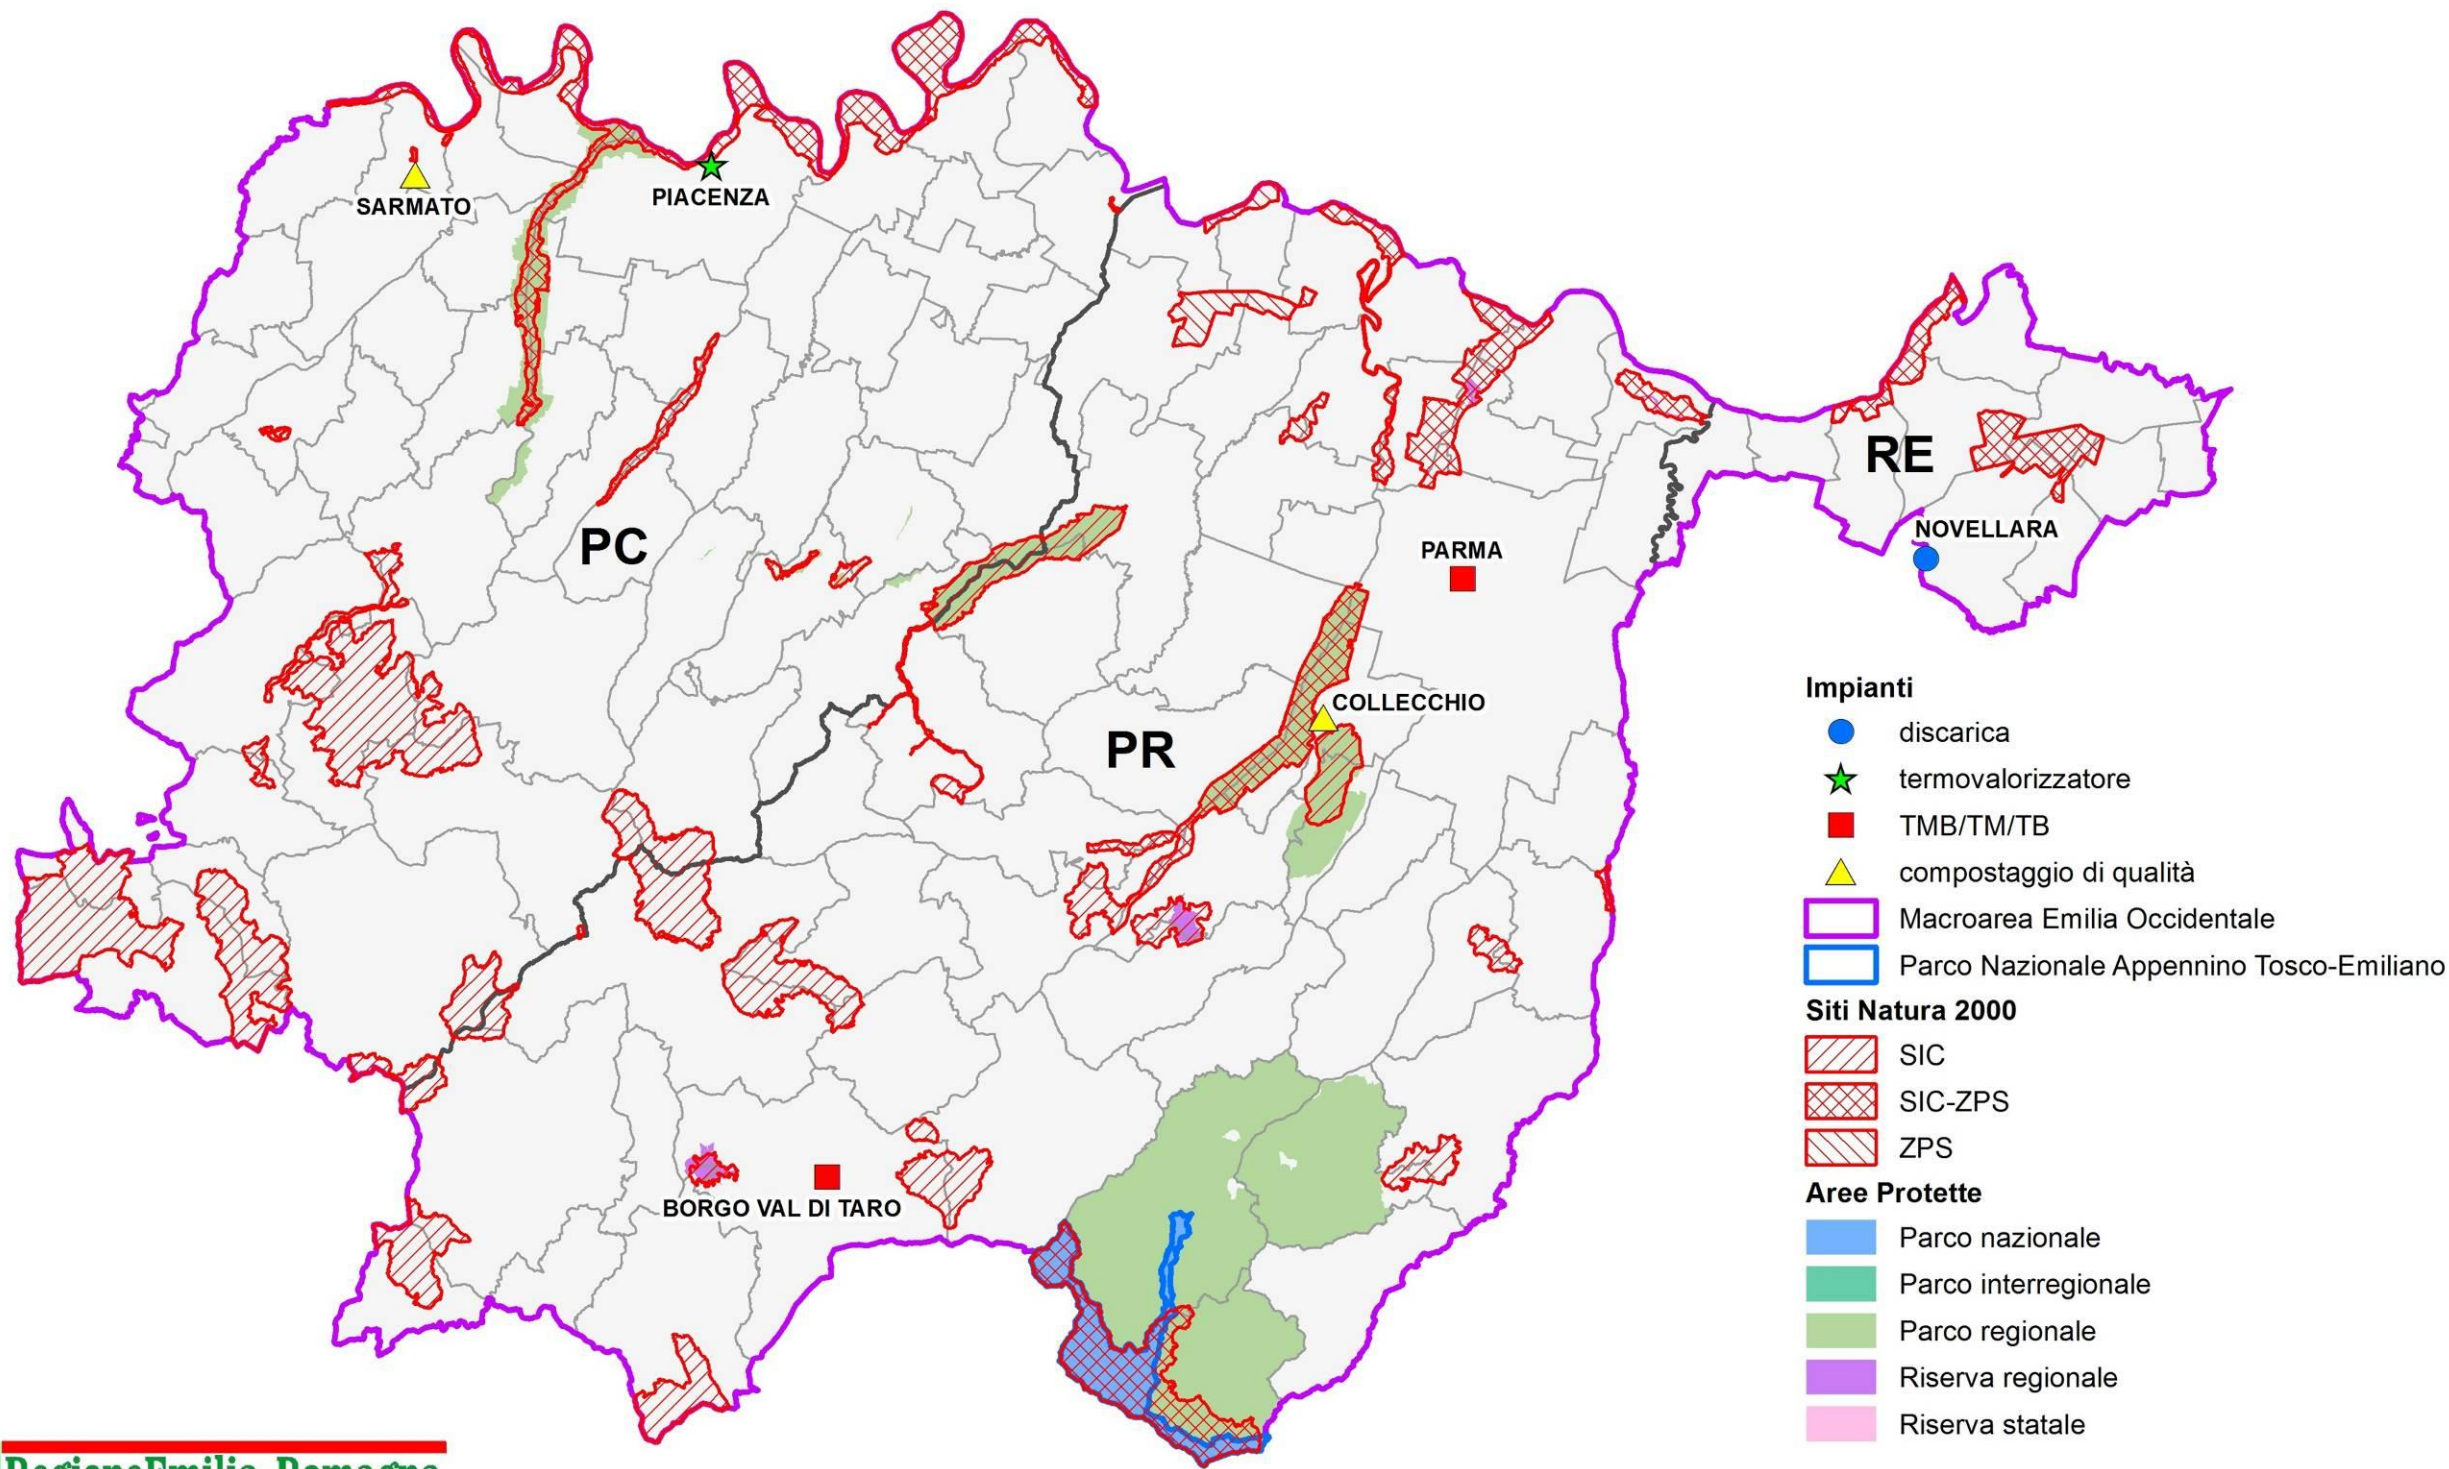 SARMATO
PIACENZA
RE
NOVELLARA
PC
PARMA
COLLECCHIO
PR
BORGO VAL DI TARO
Impianti
discarica
termovalorizzatore
TMB/TM/TB
compostaggio di qualità
Macroarea Emilia Occidentale
Parco Nazionale Appennino Tosco-Emiliano
Siti Natura 2000
SIC
SIC-ZPS
ZPS
Aree Protette
Parco nazionale
Parco interregionale
Parco regionale
Riserva regionale
Riserva statale
RegioneEmilia-Romagna